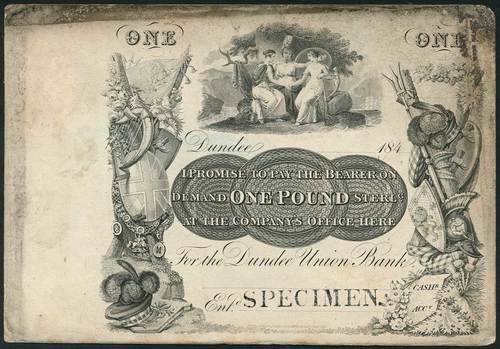 ONE ONE
Dundee 184
I PROMISE TO PAY THE BEARER ON
DEMAND ONE POUND STERLG
AT THE COMPANY'S OFFICE HERE
For the Dundee Union Bank
CASHR
Entd SPECIMEN.
ACCT